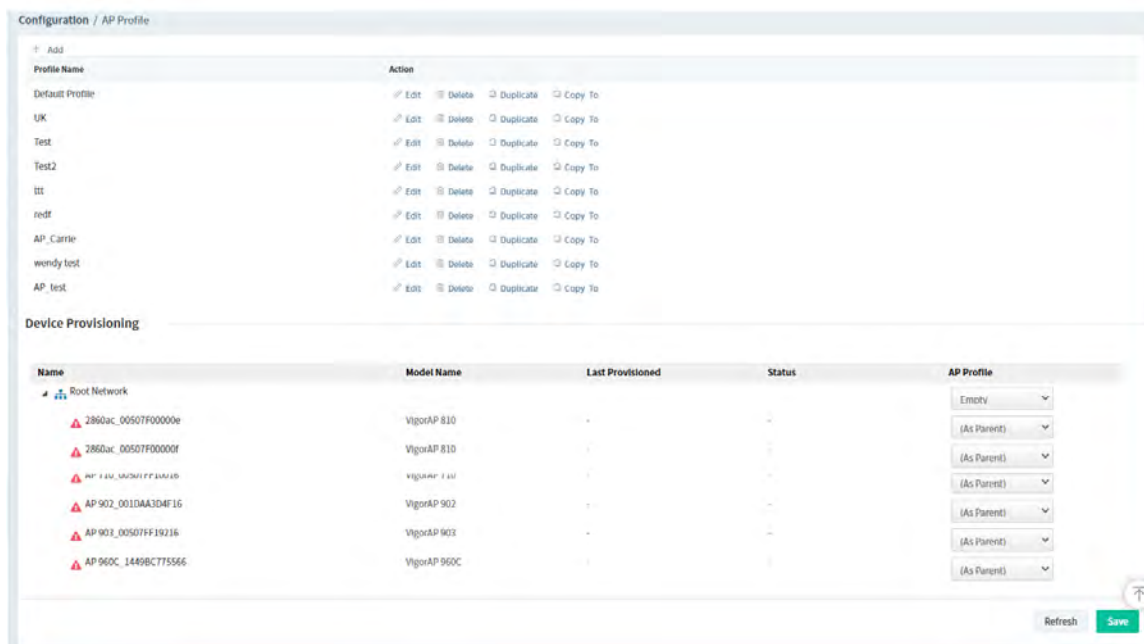 Configuration / AP Profile
+ Add
Profile Name Action
Default Profile Edit Delete Duplicate Copy To
UK Edit Delete Duplicate Copy To
Test Edit Delete Duplicate Copy To
Test2 Edit Delete Duplicate Copy To
ttt Edit Delete Duplicate Copy To
redf Edit Delete Duplicate Copy To
AP_Carrie Edit Delete Duplicate Copy To
wendy test Edit Delete Duplicate Copy To
AP_test Edit Delete Duplicate Copy To
Device Provisioning
Name Model Name Last Provisioned Status AP Profile
Root Network Empty
2860ac_00507F00000e VigorAP 810 - - (As Parent)
2860ac_00507F00000f VigorAP 810 - - (As Parent)
(As Parent)
AP 902_001DAA3D4F16 VigorAP 902 - - (As Parent)
AP 903_00507FF19216 VigorAP 903 - - (As Parent)
AP 960C_1449BC775566 VigorAP 960C - - (As Parent)
Refresh Save